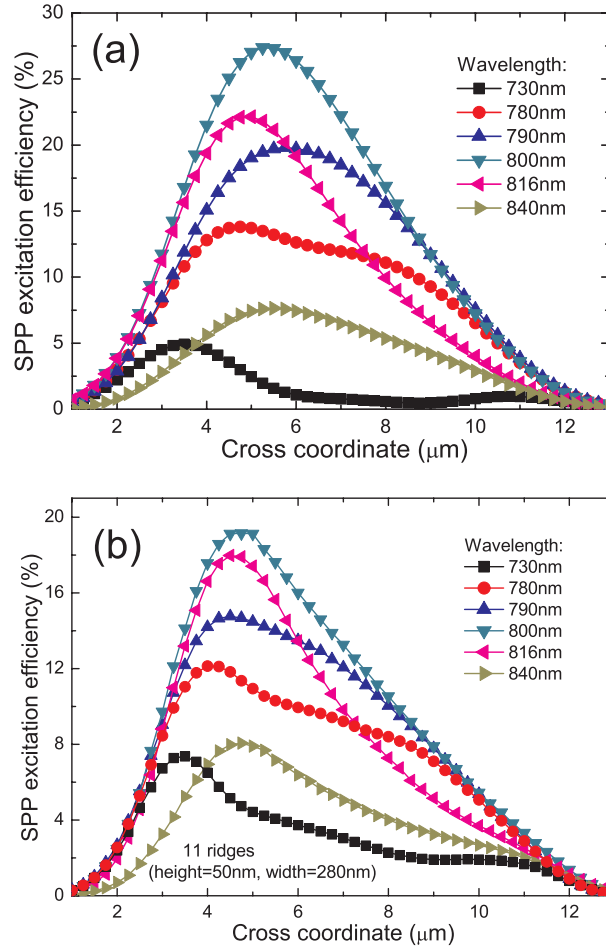 (a)
Wavelength:
730nm
780nm
790nm
800nm
816nm
840nm
SPP excitation efficiency (%)
30
25
20
15
10
5
0
2 4 6 8 10 12
Cross coordinate (μm)
(b)
Wavelength:
730nm
780nm
790nm
800nm
816nm
840nm
SPP excitation efficiency (%)
20
16
12
8
4
0
11 ridges
(height=50nm, width=280nm)
2 4 6 8 10 12
Cross coordinate (μm)